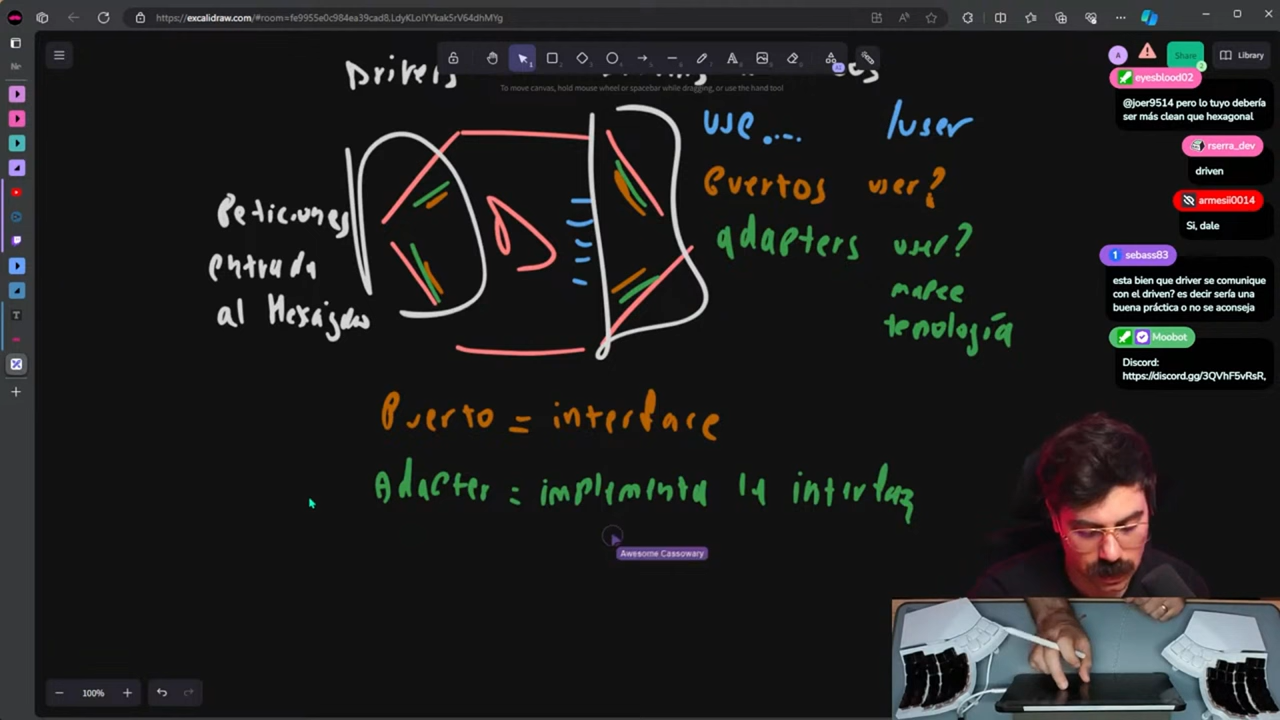 https://excalidraw.com/#room=fe9955e0c984ea39cad8,LdyKLoIYYkak5rV64dhMYg
A
Share
2
Library
Drivers
To move canvas, hold mouse wheel or spacebar while dragging, or use the hand tool
use.... /user
Puertos user?
adapters user?
Peticiones
entrada
al Hexágono
Puerto = interface
Adapter = implementa la interfaz
Awesome Cassowary
100%
eyesblood02
@joer9514 pero lo tuyo debería
ser más clean que hexagonal
rserra_dev
driven
armesii0014
Si, dale
1 sebass83
esta bien que driver se comunique
con el driven? es decir sería una
buena práctica o no se aconseja
Moobot
Discord:
https://discord.gg/3QVhF5vRsR,